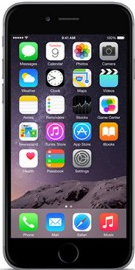 9:41 AM 100%
Messages Calendar Photos Camera
Weather Clock Maps Videos
Notes Reminders Stocks Game Center
Newsstand iTunes Store App Store iBooks
Health Passbook Settings
Phone Mail Safari Music